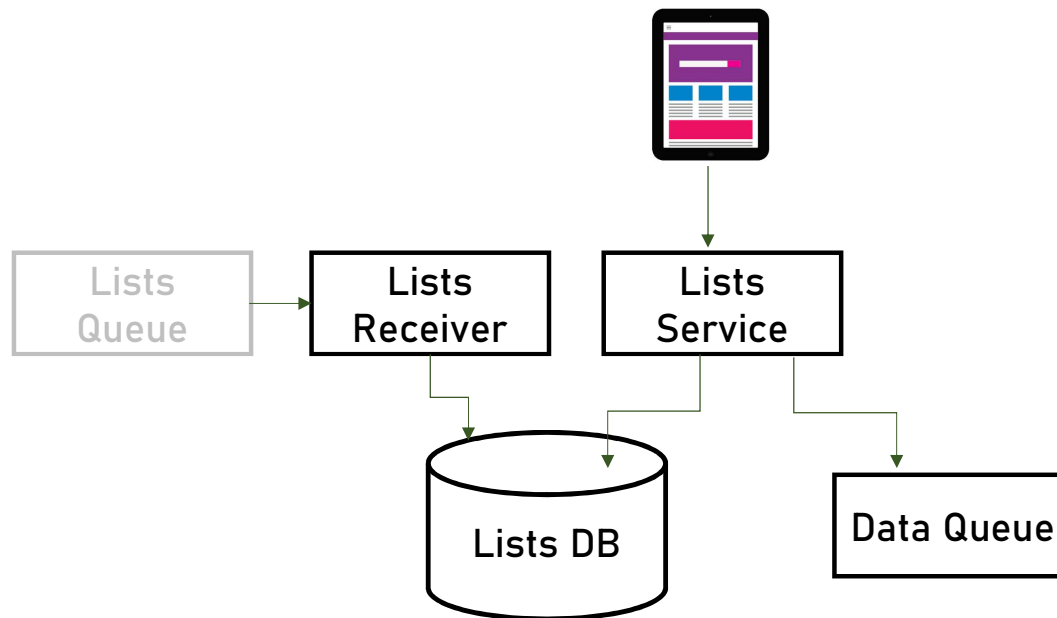 Lists
Queue
Lists
Receiver
Lists
Service
Lists DB
Data Queue